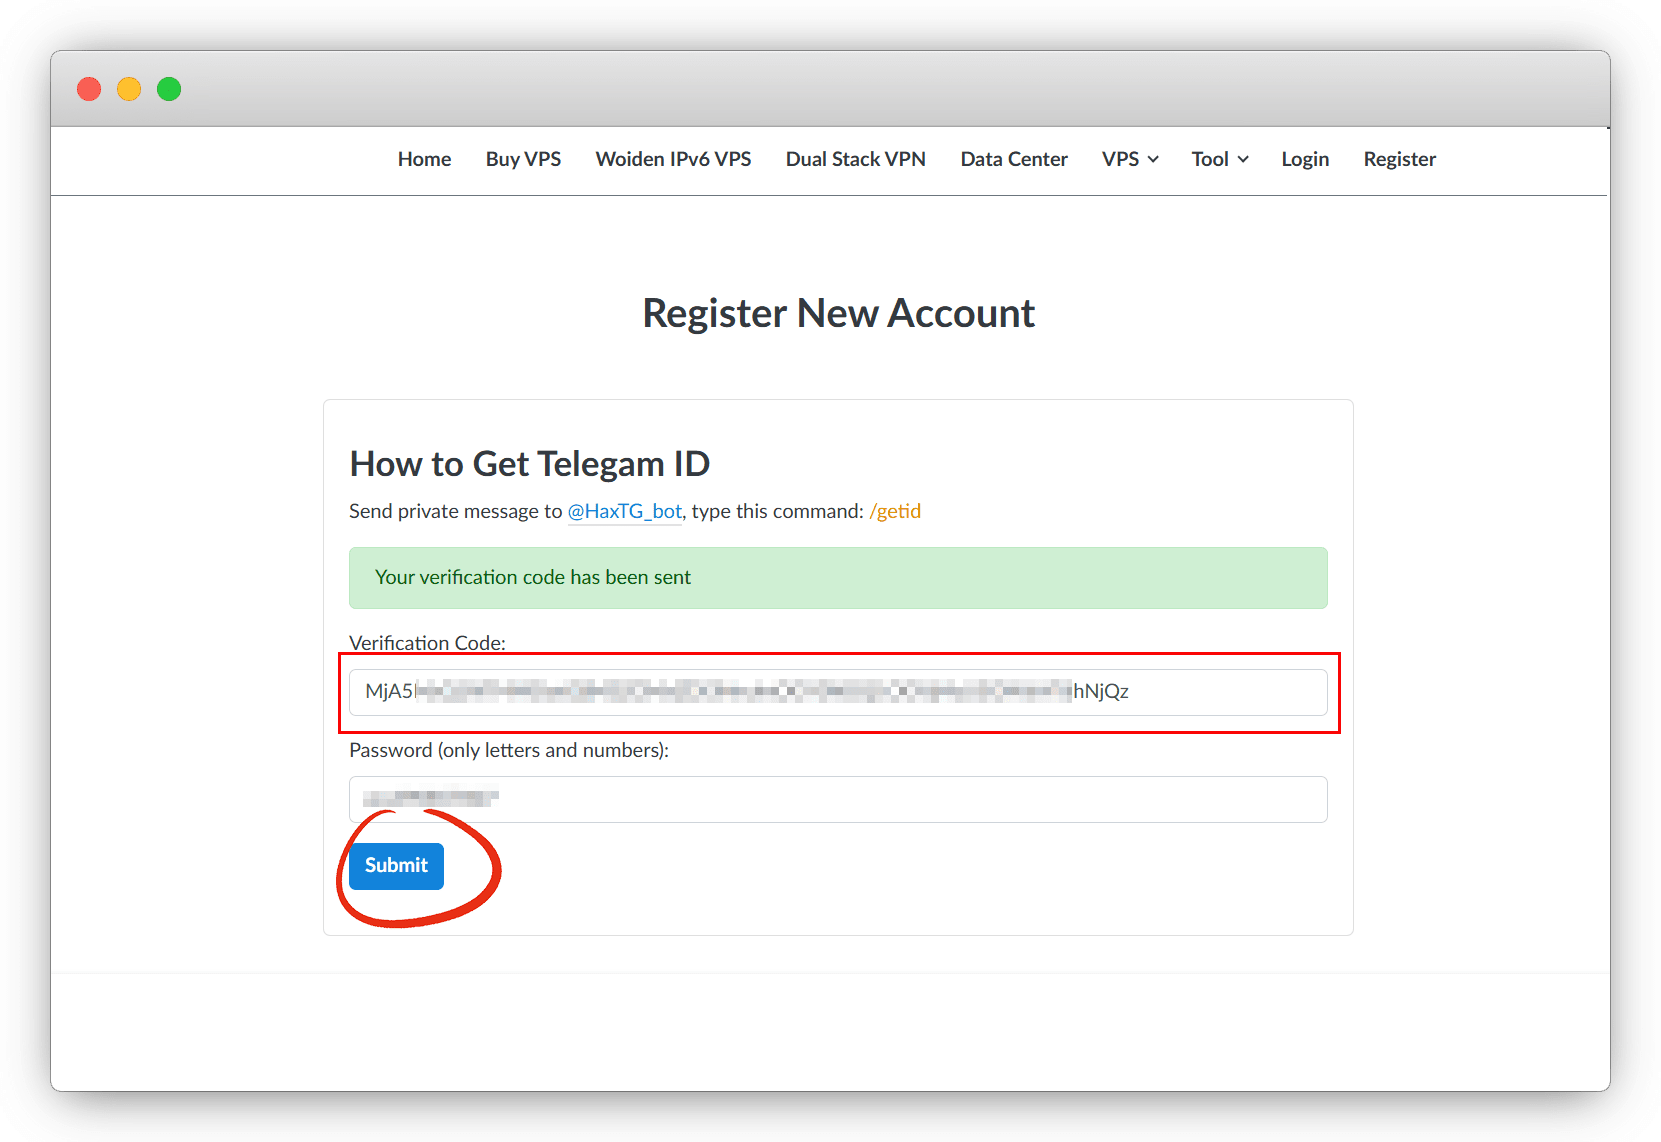 Home Buy VPS Woiden IPv6 VPS Dual Stack VPN Data Center VPS Tool Login Register
Register New Account
How to Get Telegam ID
Send private message to @HaxTG_bot, type this command: /getid
Your verification code has been sent
Verification Code:
MjA5 hNjQz
Password (only letters and numbers):
Submit